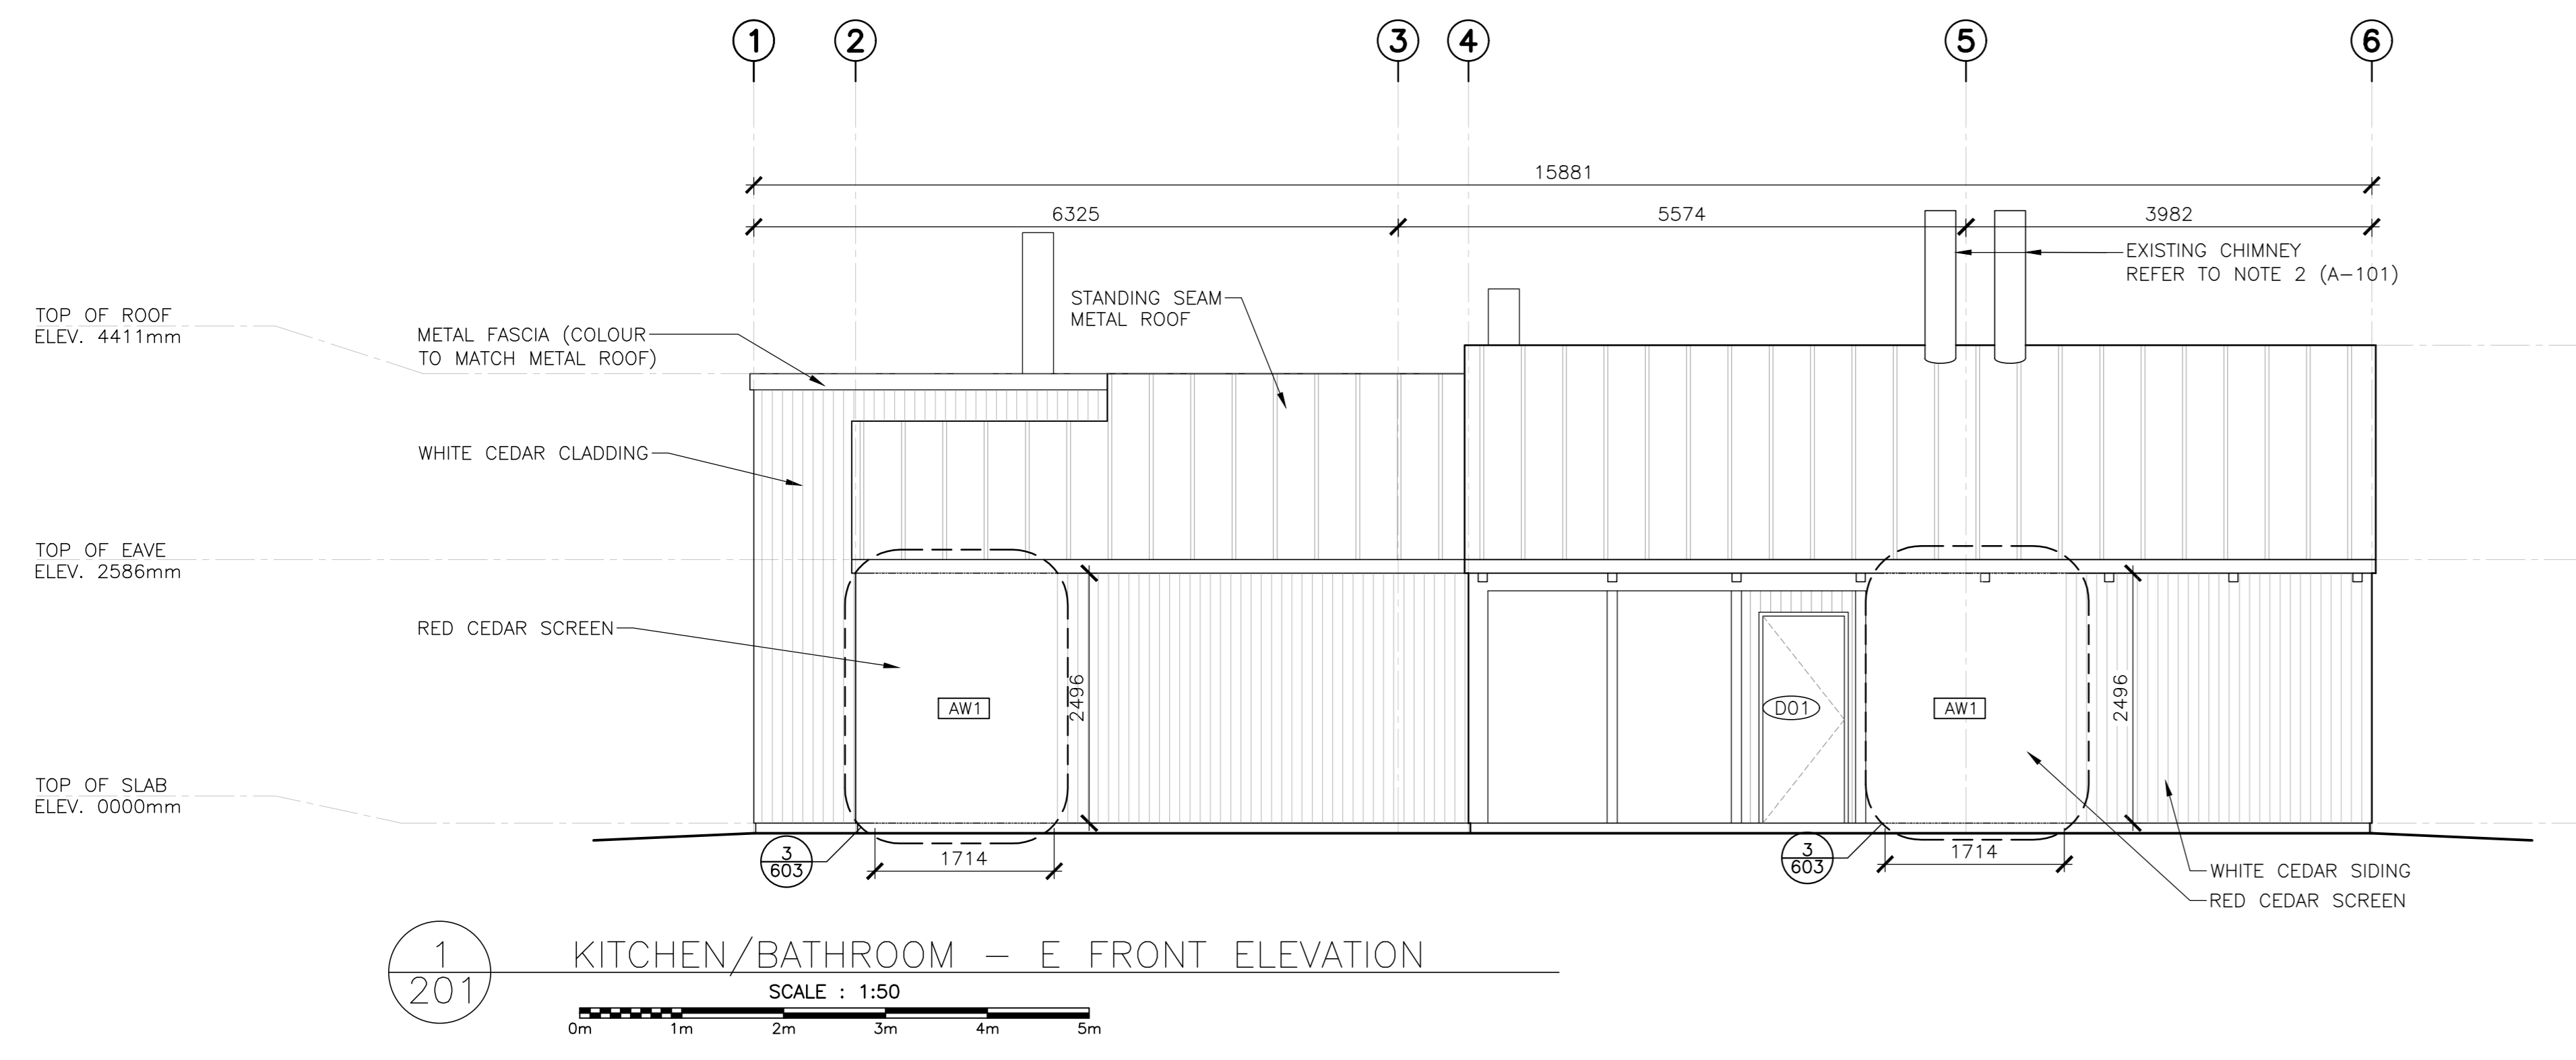 1 2 3 4 5 6
15881
6325 5574 3982
EXISTING CHIMNEY
REFER TO NOTE 2 (A-101)
STANDING SEAM
METAL ROOF
TOP OF ROOF
ELEV. 4411mm
METAL FASCIA (COLOUR
TO MATCH METAL ROOF)
WHITE CEDAR CLADDING
TOP OF EAVE
ELEV. 2586mm
RED CEDAR SCREEN
2496
2496
AW1
D01
AW1
TOP OF SLAB
ELEV. 0000mm
3
603
1714
3
603
1714
WHITE CEDAR SIDING
RED CEDAR SCREEN
1
201
KITCHEN/BATHROOM - E FRONT ELEVATION
SCALE : 1:50
0m 1m 2m 3m 4m 5m